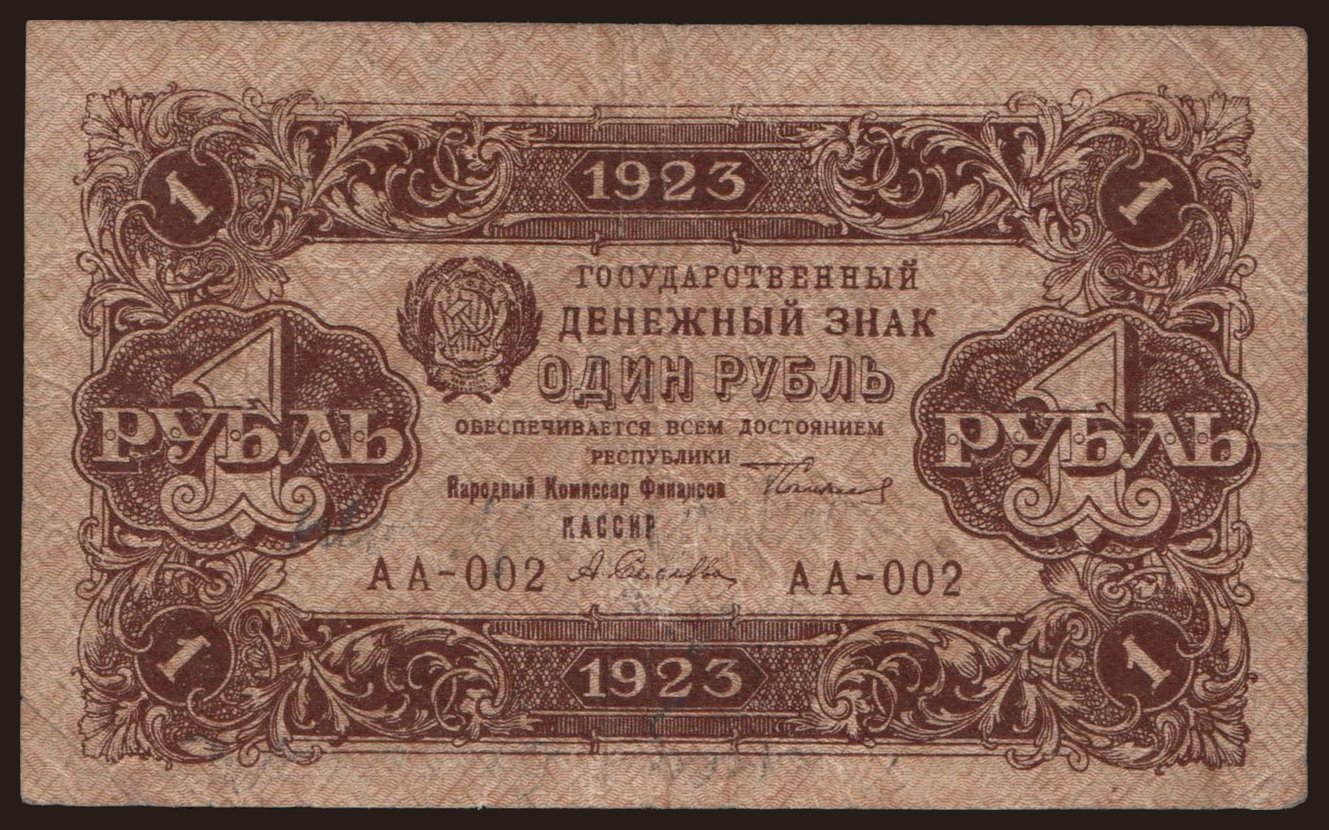 1 1923 1
ГОСУДАРСТВЕННЫЙ
ДЕНЕЖНЫЙ ЗНАК
ОДИН РУБЛЬ
1 РУБЛЬ 1 РУБЛЬ
ОБЕСПЕЧИВАЕТСЯ ВСЕМ ДОСТОЯНИЕМ
РЕСПУБЛИКИ
Народный Комиссар Финансов
КАССИР
АА-002 АА-002
1 1923 1